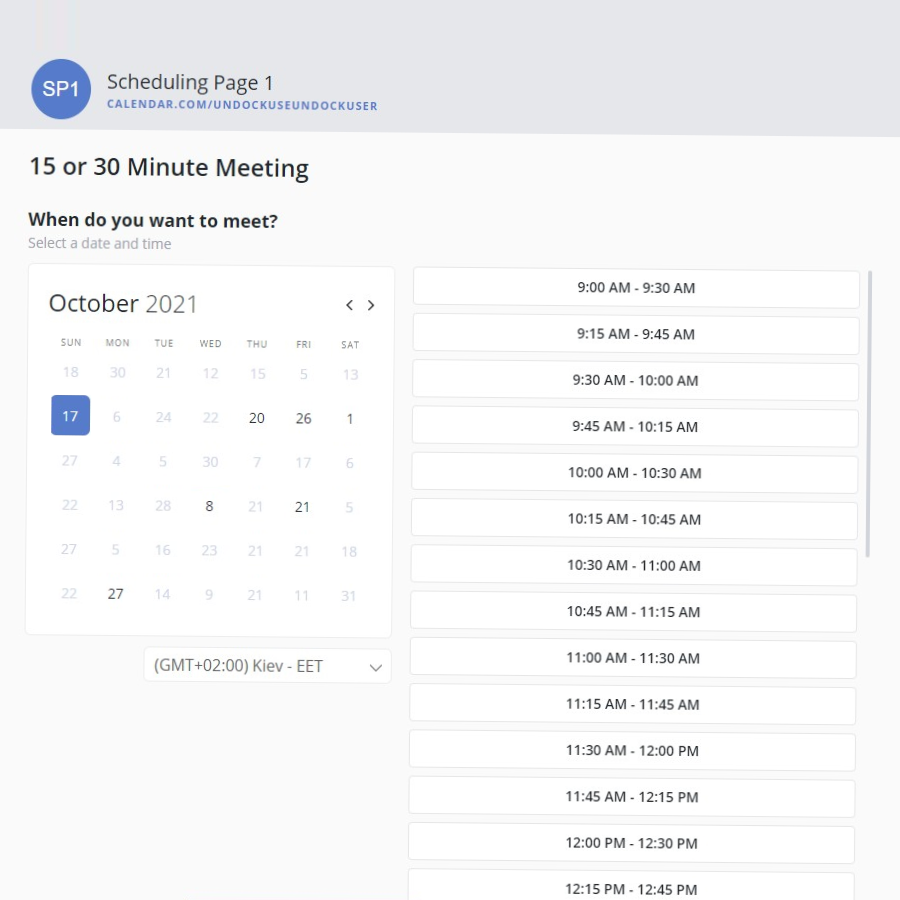 SP1
Scheduling Page 1
CALENDAR.COM/UNDOCKUSEUNDOCKUSER
15 or 30 Minute Meeting
When do you want to meet?
Select a date and time
October 2021
SUN MON TUE WED THU FRI SAT
18 30 21 12 15 5 13
17 6 24 22 20 26 1
27 4 5 30 7 17 6
22 13 28 8 21 21 5
27 5 16 23 21 21 18
22 27 14 9 21 11 31
(GMT+02:00) Kiev - EET
9:00 AM - 9:30 AM
9:15 AM - 9:45 AM
9:30 AM - 10:00 AM
9:45 AM - 10:15 AM
10:00 AM - 10:30 AM
10:15 AM - 10:45 AM
10:30 AM - 11:00 AM
10:45 AM - 11:15 AM
11:00 AM - 11:30 AM
11:15 AM - 11:45 AM
11:30 AM - 12:00 PM
11:45 AM - 12:15 PM
12:00 PM - 12:30 PM
12:15 PM - 12:45 PM